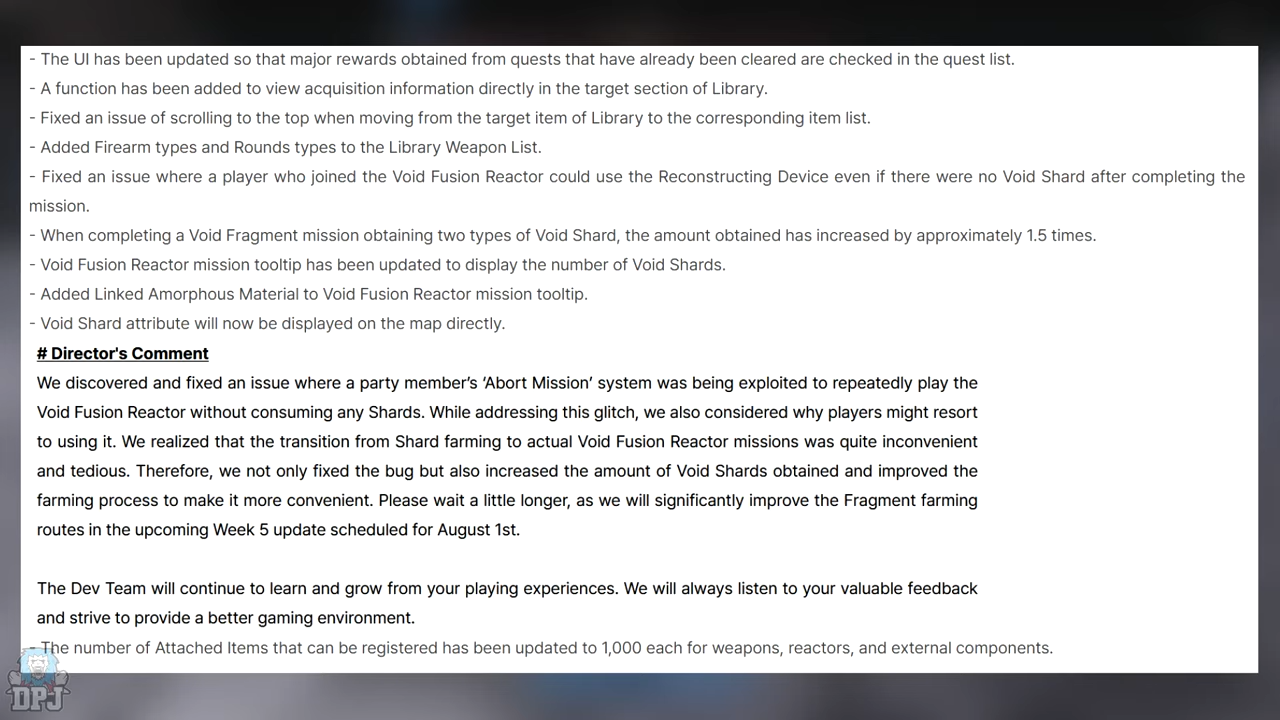 - The UI has been updated so that major rewards obtained from quests that have already been cleared are checked in the quest list.
- A function has been added to view acquisition information directly in the target section of Library.
- Fixed an issue of scrolling to the top when moving from the target item of Library to the corresponding item list.
- Added Firearm types and Rounds types to the Library Weapon List.
- Fixed an issue where a player who joined the Void Fusion Reactor could use the Reconstructing Device even if there were no Void Shard after completing the
mission.
- When completing a Void Fragment mission obtaining two types of Void Shard, the amount obtained has increased by approximately 1.5 times.
- Void Fusion Reactor mission tooltip has been updated to display the number of Void Shards.
- Added Linked Amorphous Material to Void Fusion Reactor mission tooltip.
- Void Shard attribute will now be displayed on the map directly.
# Director's Comment
We discovered and fixed an issue where a party member’s ‘Abort Mission’ system was being exploited to repeatedly play the
Void Fusion Reactor without consuming any Shards. While addressing this glitch, we also considered why players might resort
to using it. We realized that the transition from Shard farming to actual Void Fusion Reactor missions was quite inconvenient
and tedious. Therefore, we not only fixed the bug but also increased the amount of Void Shards obtained and improved the
farming process to make it more convenient. Please wait a little longer, as we will significantly improve the Fragment farming
routes in the upcoming Week 5 update scheduled for August 1st.
The Dev Team will continue to learn and grow from your playing experiences. We will always listen to your valuable feedback
and strive to provide a better gaming environment.
- The number of Attached Items that can be registered has been updated to 1,000 each for weapons, reactors, and external components.
DPJ